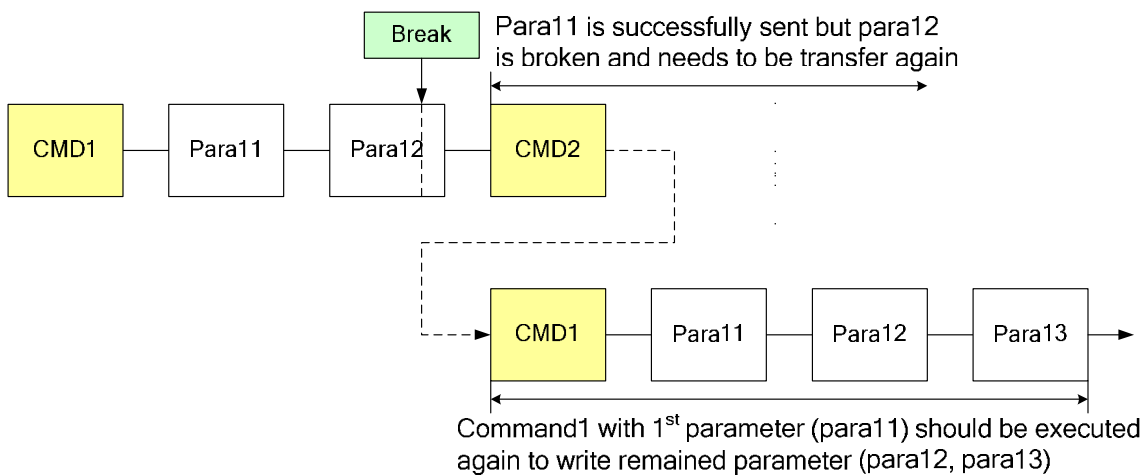 Break
Para11 is successfully sent but para12
is broken and needs to be transfer again
CMD1
Para11
Para12
CMD2
CMD1
Para11
Para12
Para13
Command1 with 1st parameter (para11) should be executed
again to write remained parameter (para12, para13)